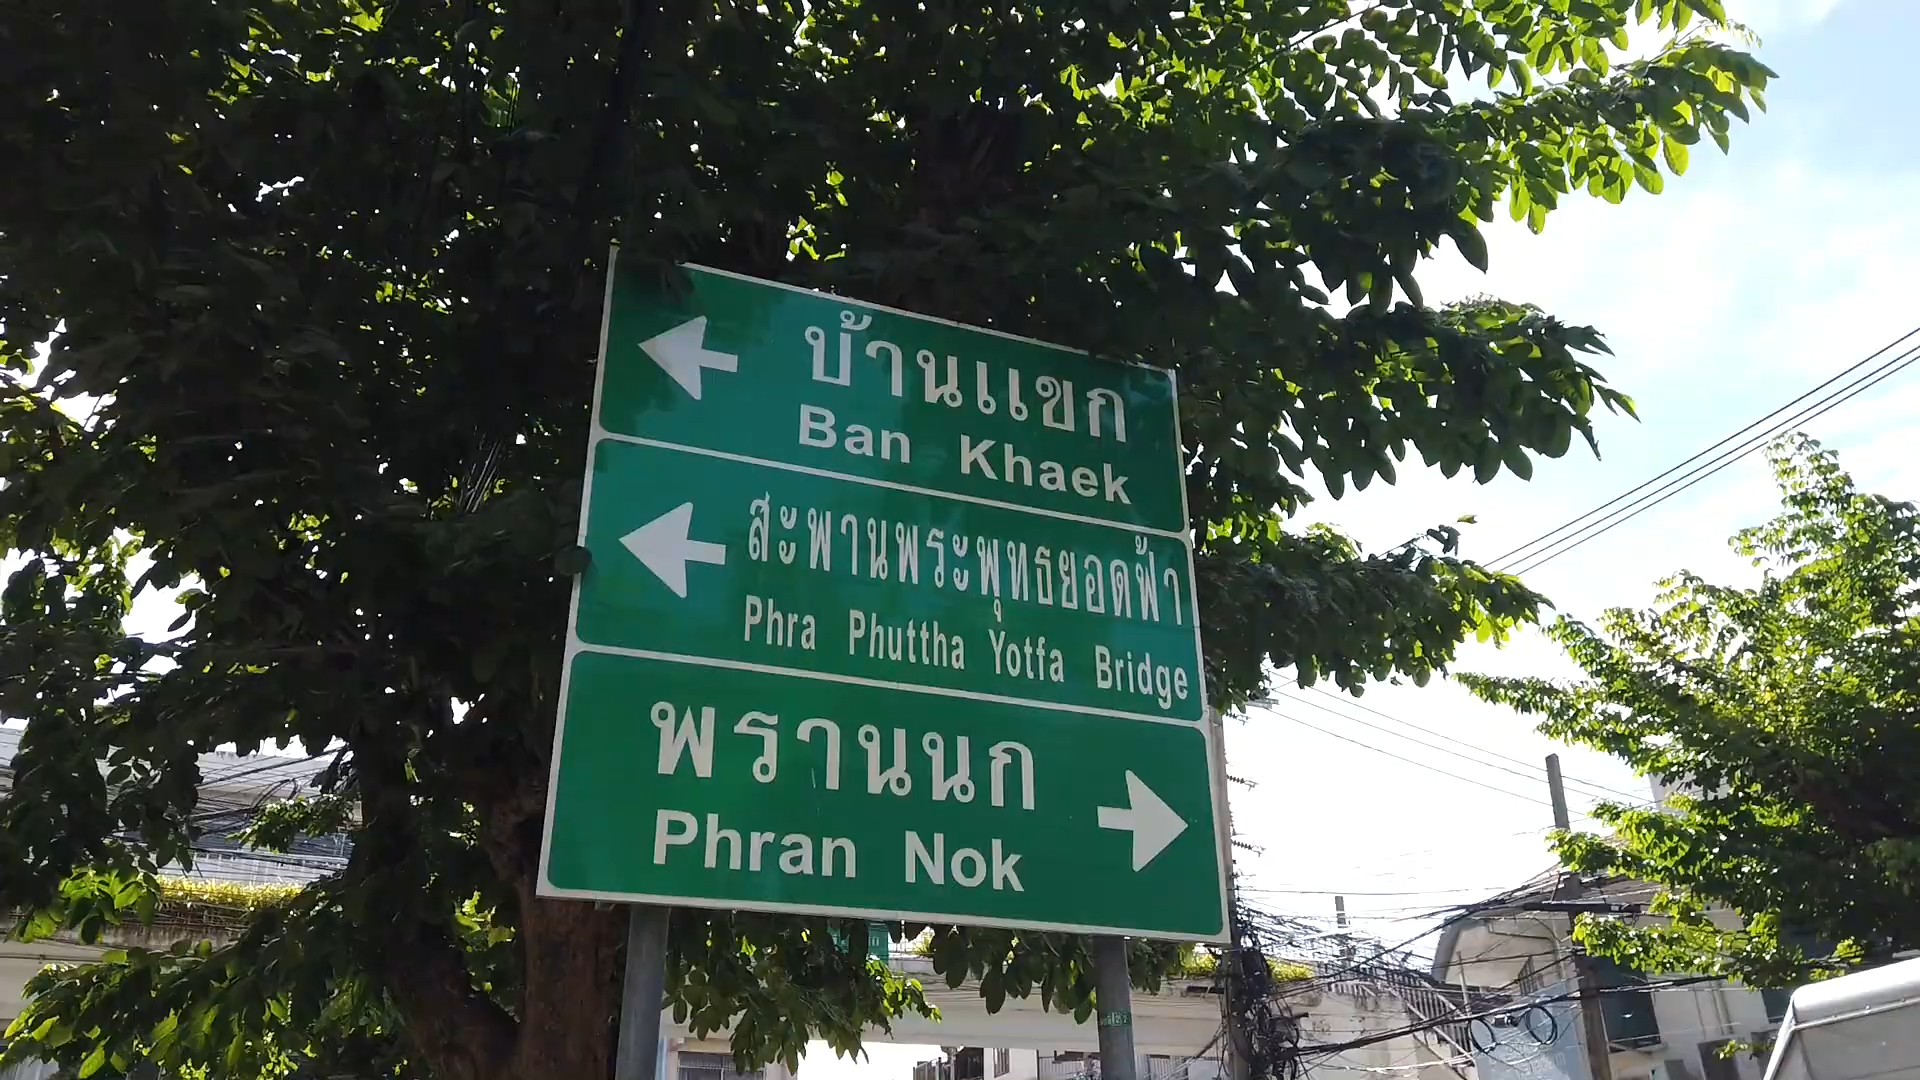 บ้านแขก
Ban Khaek
สะพานพระพุทธยอดฟ้า
Phra Phuttha Yotfa Bridge
พรานนก
Phran Nok